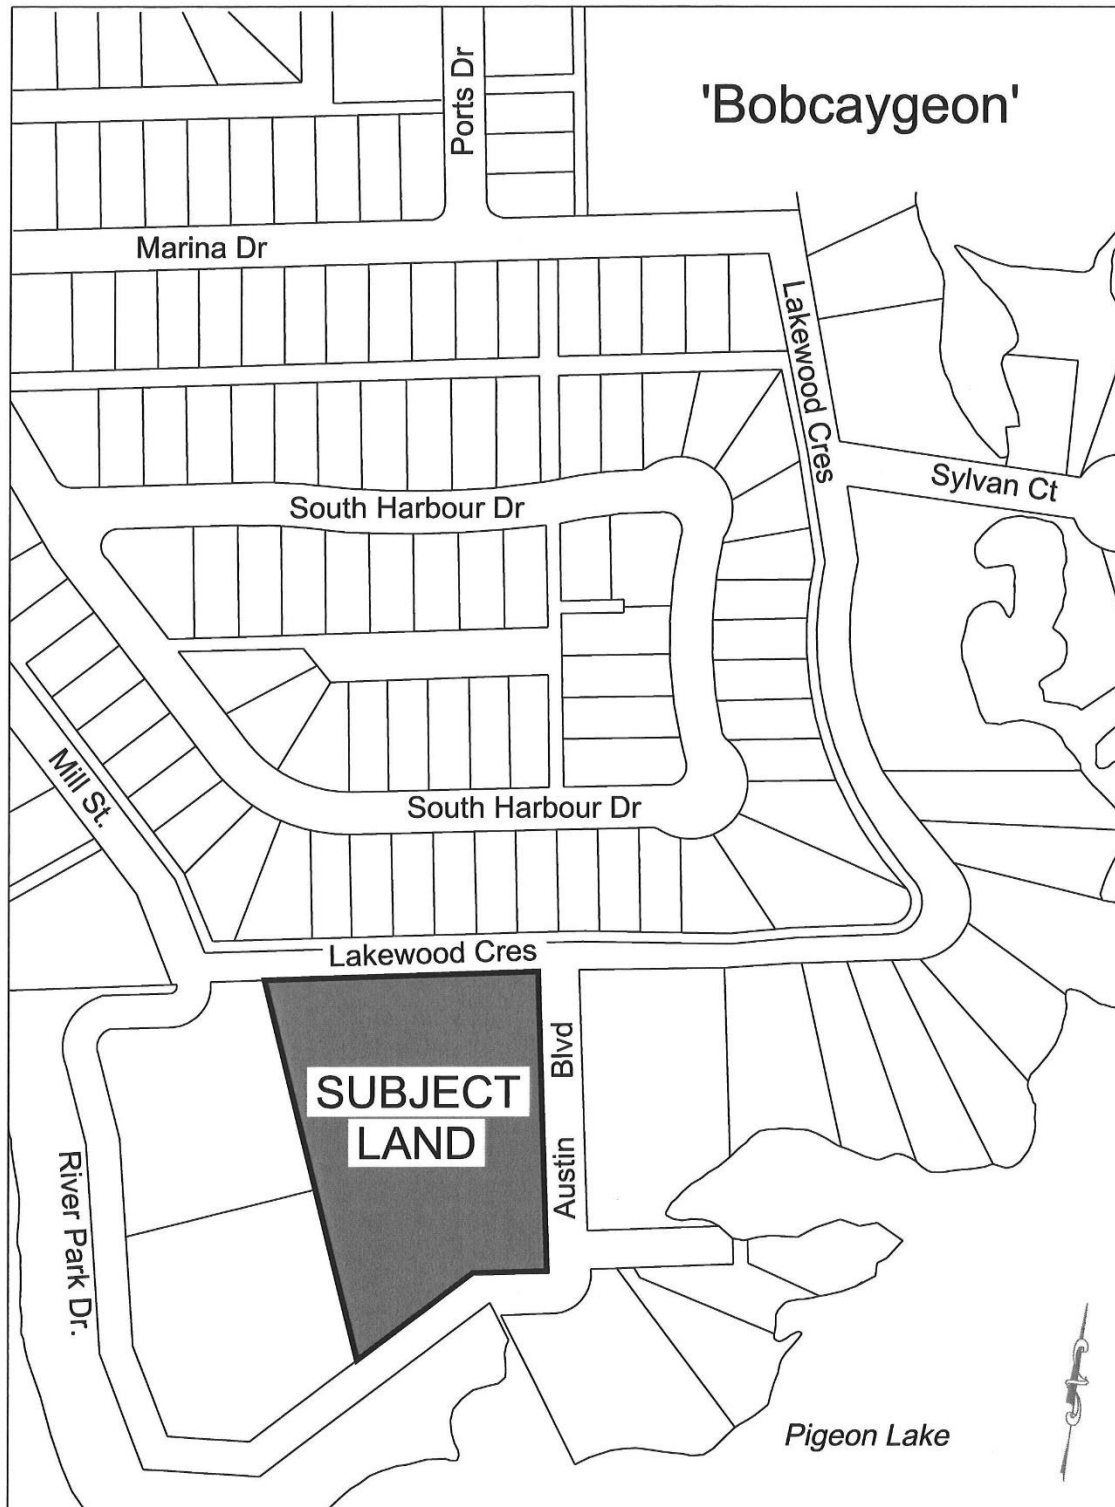 'Bobcaygeon'
Ports Dr
Marina Dr
Lakewood Cres
Sylvan Ct
South Harbour Dr
Mill St.
South Harbour Dr
Lakewood Cres
SUBJECT
LAND
Austin Blvd
River Park Dr.
Pigeon Lake